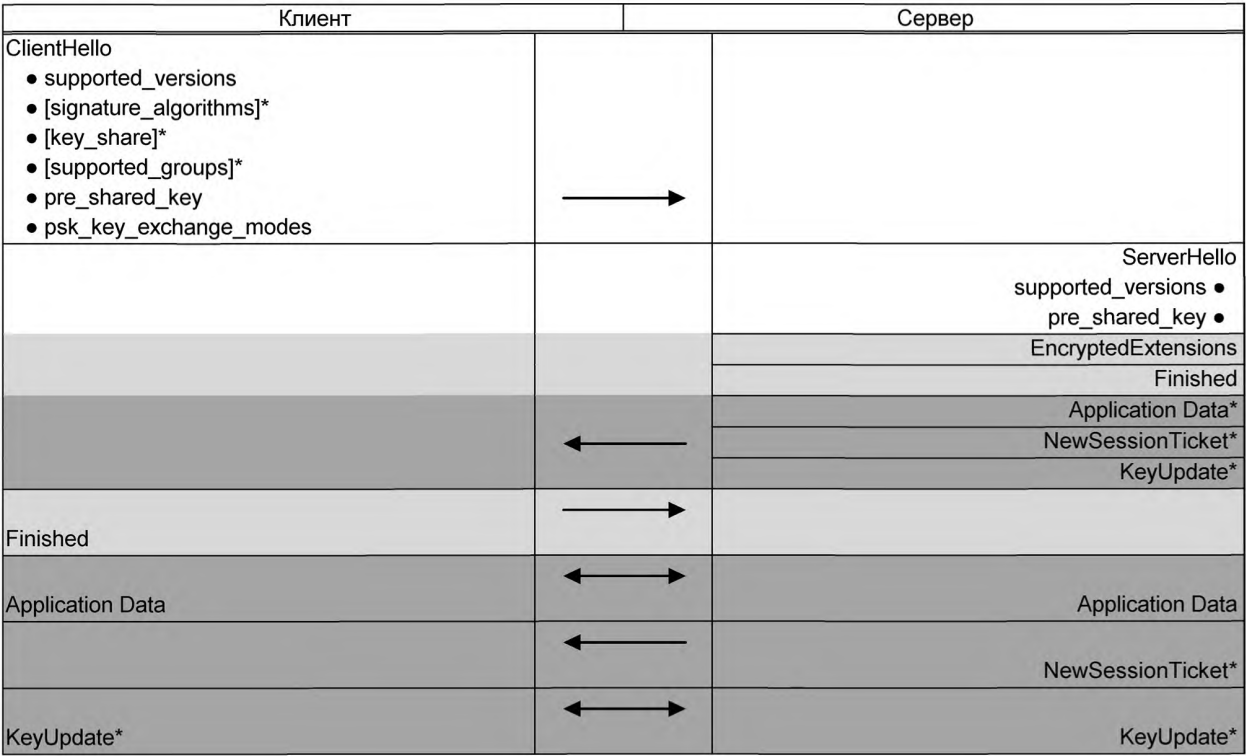 Клиент
Сервер
ClientHello
● supported_versions
● [signature_algorithms]*
● [key_share]*
● [supported_groups]*
● pre_shared_key
● psk_key_exchange_modes
ServerHello
supported_versions ●
pre_shared_key ●
EncryptedExtensions
Finished
Application Data*
NewSessionTicket*
KeyUpdate*
Finished
Application Data
Application Data
NewSessionTicket*
KeyUpdate*
KeyUpdate*